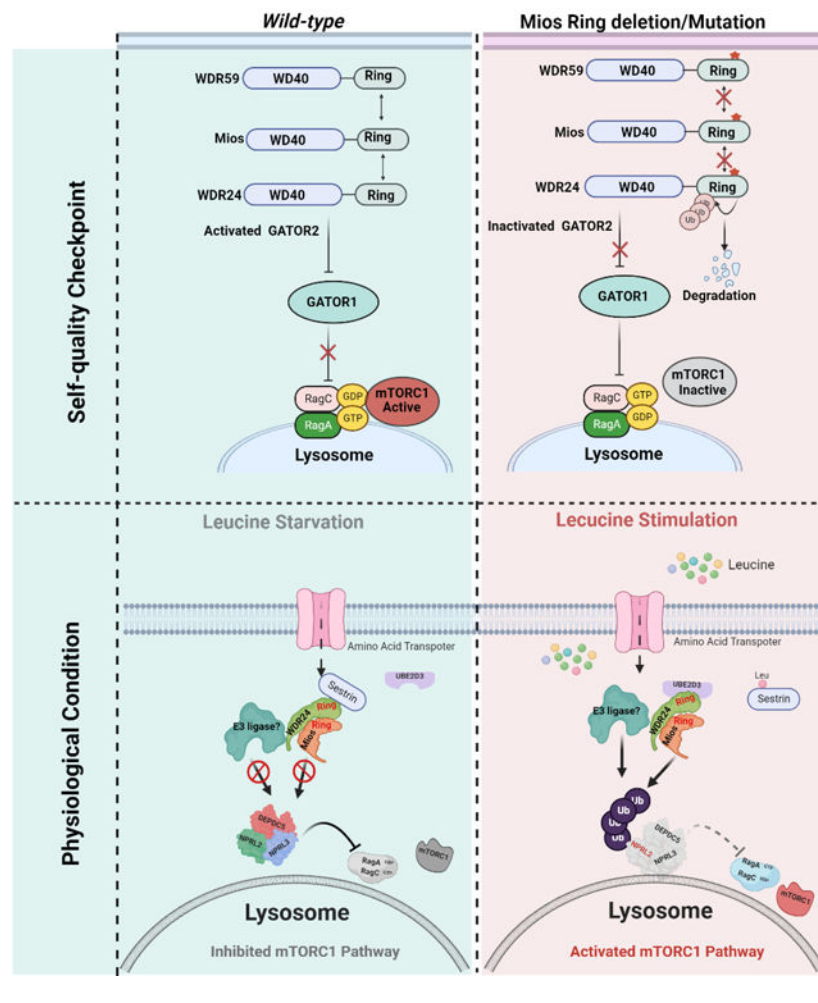 Wild-type
Mios Ring deletion/Mutation
Self-quality Checkpoint
WDR59 WD40 Ring
Mios WD40 Ring
WDR24 WD40 Ring
Activated GATOR2
GATOR1
RagC GDP
RagA GTP
mTORC1
Active
Lysosome
WDR59 WD40 Ring
Mios WD40 Ring
WDR24 WD40 Ring
Ub
Ub
Ub
Inactivated GATOR2
Degradation
GATOR1
RagC GTP
RagA GDP
mTORC1
Inactive
Lysosome
Physiological Condition
Leucine Starvation
Amino Acid Transpoter
UBE2D3
Sestrin
E3 ligase?
WDR24 Ring
Mios Ring
DEPDC5
NPRL2
NPRL3
RagA
RagC
mTORC1
Lysosome
Inhibited mTORC1 Pathway
Lecucine Stimulation
Leucine
Amino Acid Transpoter
UBE2D3
Leu
Sestrin
E3 ligase?
WDR24 Ring
Mios Ring
Ub
Ub
Ub
Ub
DEPDC5
NPRL2
NPRL3
RagA
RagC
mTORC1
Lysosome
Activated mTORC1 Pathway